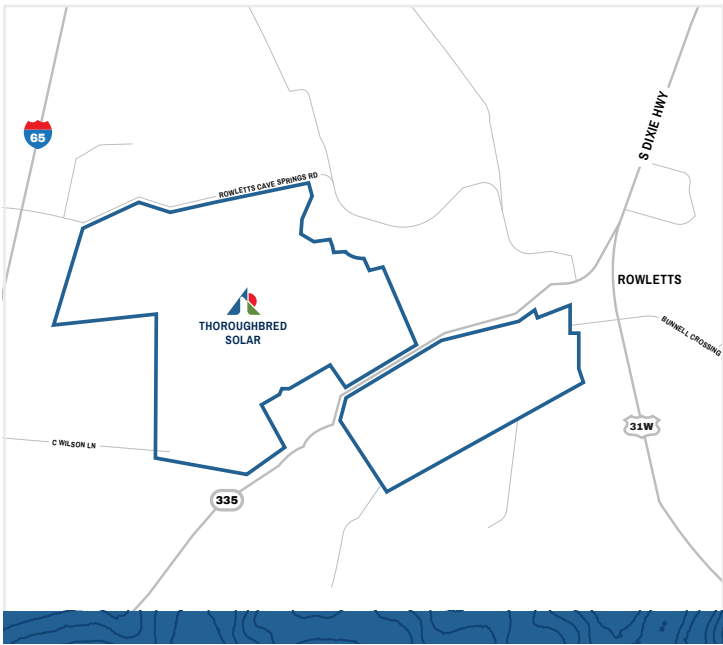 S DIXIE HWY
65
ROWLETTS CAVE SPRINGS RD
ROWLETTS
THOROUGHBRED
SOLAR
BUNNELL CROSSING
31W
C WILSON LN
335